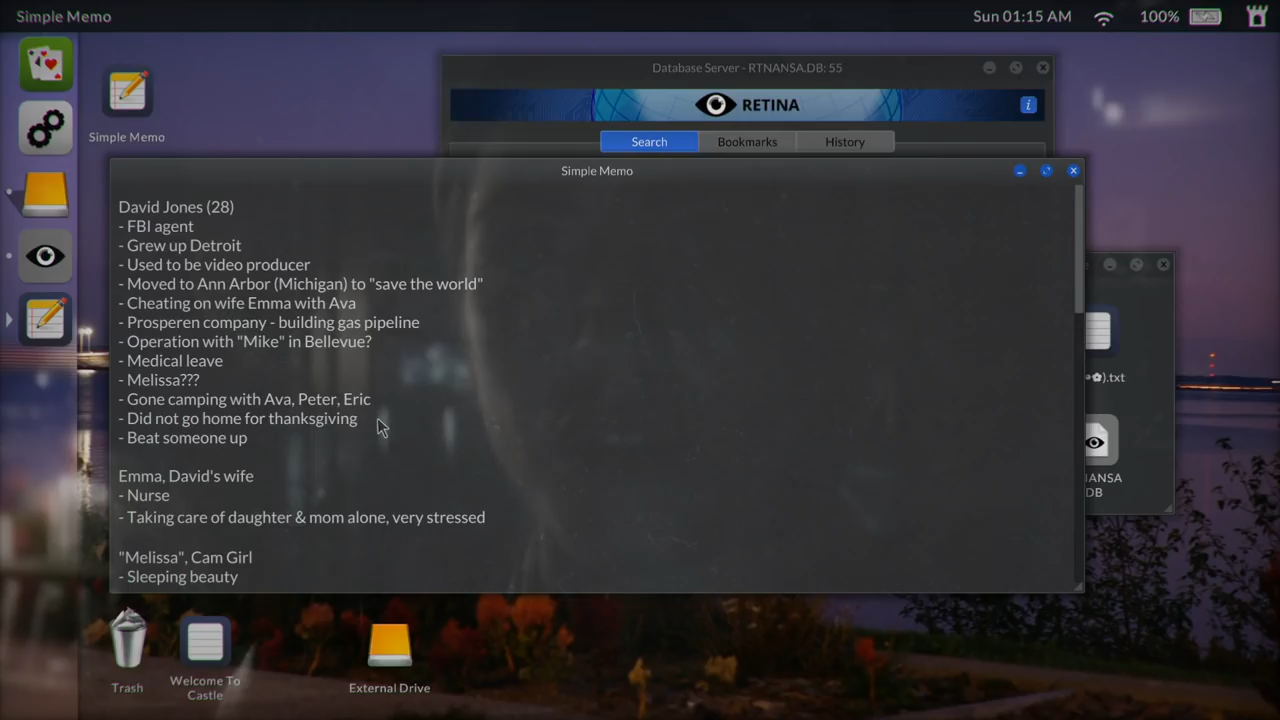 Simple Memo
Sun 01:15 AM
100%
Simple Memo
Database Server - RTNANSA.DB: 55
RETINA
i
Search
Bookmarks
History
Simple Memo
David Jones (28)
- FBI agent
- Grew up Detroit
- Used to be video producer
- Moved to Ann Arbor (Michigan) to "save the world"
- Cheating on wife Emma with Ava
- Prosperen company - building gas pipeline
- Operation with "Mike" in Bellevue?
- Medical leave
- Melissa???
- Gone camping with Ava, Peter, Eric
- Did not go home for thanksgiving
- Beat someone up
Emma, David's wife
- Nurse
- Taking care of daughter & mom alone, very stressed
"Melissa", Cam Girl
- Sleeping beauty
✿).txt
ANSA
DB
Trash
Welcome To
Castle
External Drive